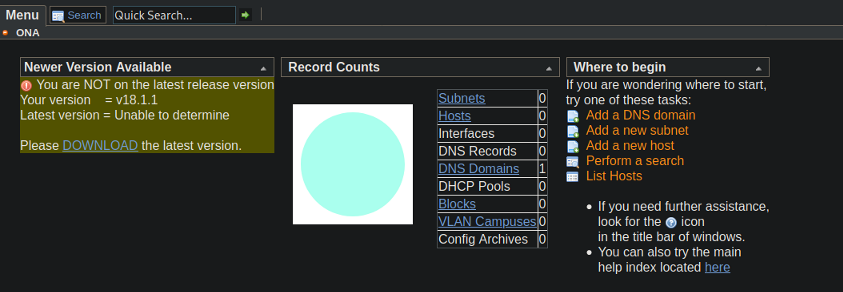 Menu Search Quick Search...
ONA
Newer Version Available
You are NOT on the latest release version
Your version = v18.1.1
Latest version = Unable to determine
Please DOWNLOAD the latest version.
Record Counts
Subnets 0
Hosts 0
Interfaces 0
DNS Records 0
DNS Domains 1
DHCP Pools 0
Blocks 0
VLAN Campuses 0
Config Archives 0
Where to begin
If you are wondering where to start,
try one of these tasks:
Add a DNS domain
Add a new subnet
Add a new host
Perform a search
List Hosts
• If you need further assistance,
look for the ? icon
in the title bar of windows.
• You can also try the main
help index located here